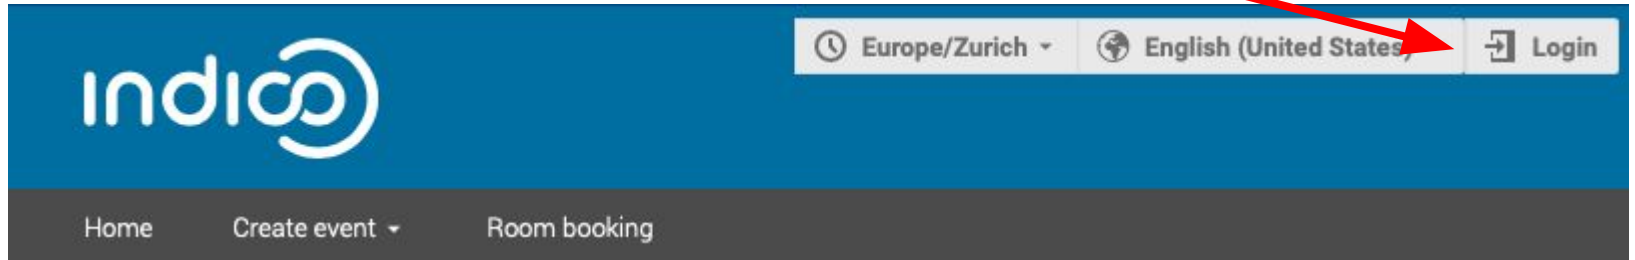 indico
Europe/Zurich
English (United States)
Login
Home
Create event
Room booking